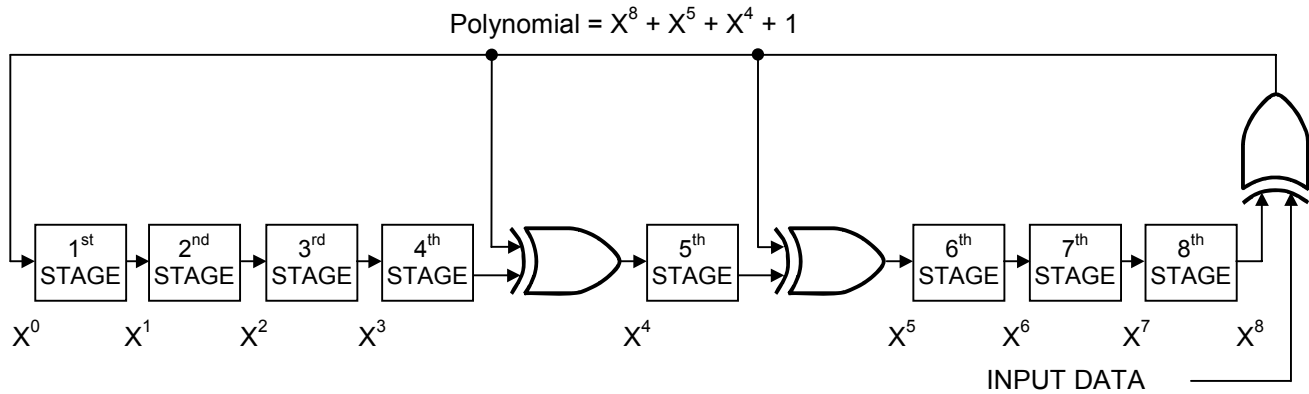 Polynomial = X⁸ + X⁵ + X⁴ + 1
1ˢᵗ STAGE
2ⁿᵈ STAGE
3ʳᵈ STAGE
4ᵗʰ STAGE
5ᵗʰ STAGE
6ᵗʰ STAGE
7ᵗʰ STAGE
8ᵗʰ STAGE
X⁰ X¹ X² X³ X⁴ X⁵ X⁶ X⁷ X⁸
INPUT DATA